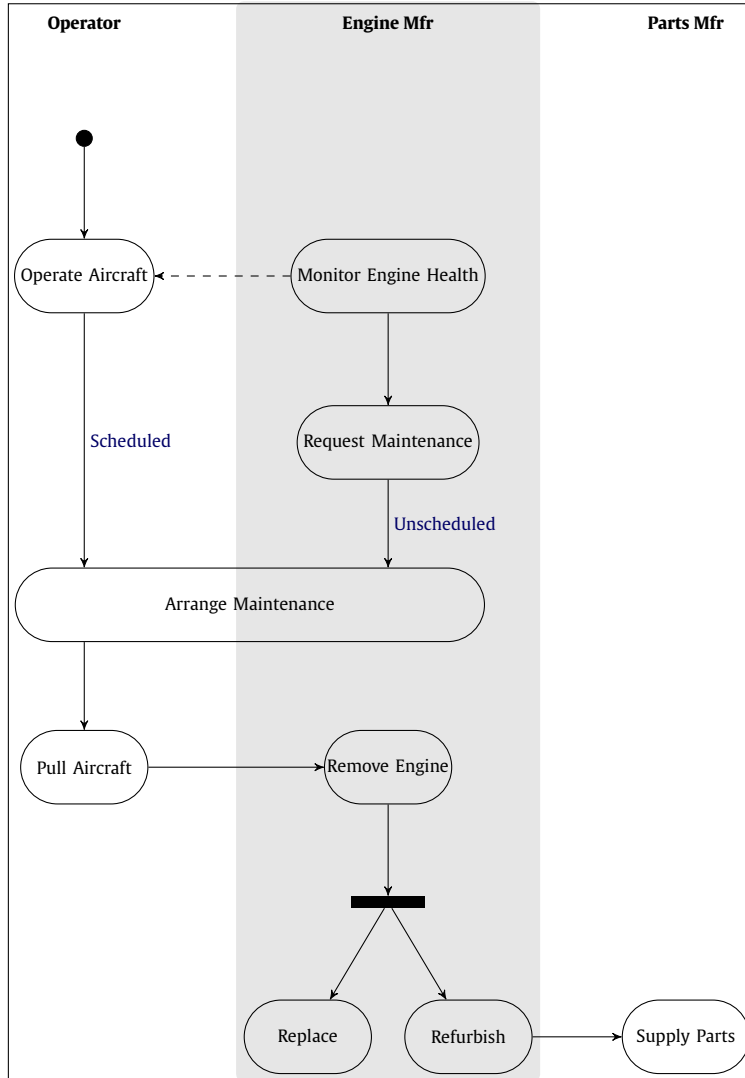 Operator
Engine Mfr
Parts Mfr
Operate Aircraft
Monitor Engine Health
Scheduled
Request Maintenance
Unscheduled
Arrange Maintenance
Pull Aircraft
Remove Engine
Replace
Refurbish
Supply Parts